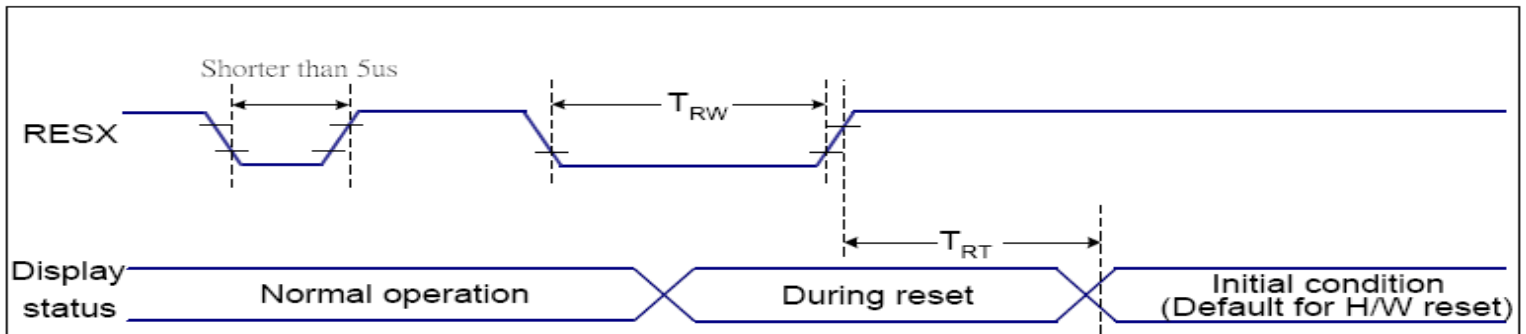 Shorter than 5us
RESX
TRW
TRT
Display
status
Normal operation
During reset
Initial condition
(Default for H/W reset)